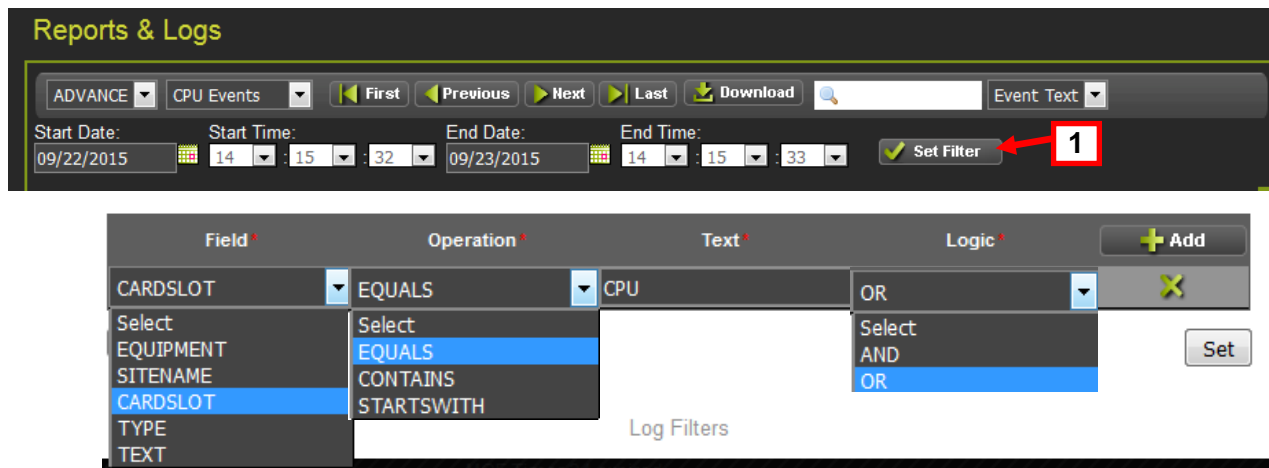 Reports & Logs
ADVANCE CPU Events First Previous Next Last Download Event Text
Start Date: Start Time: End Date: End Time:
09/22/2015 14 : 15 : 32 09/23/2015 14 : 15 : 33 Set Filter 1
Field* Operation* Text* Logic* Add
CARDSLOT EQUALS CPU OR
Select Select Select
EQUIPMENT EQUALS AND Set
SITENAME CONTAINS OR
CARDSLOT STARTSWITH
TYPE Log Filters
TEXT